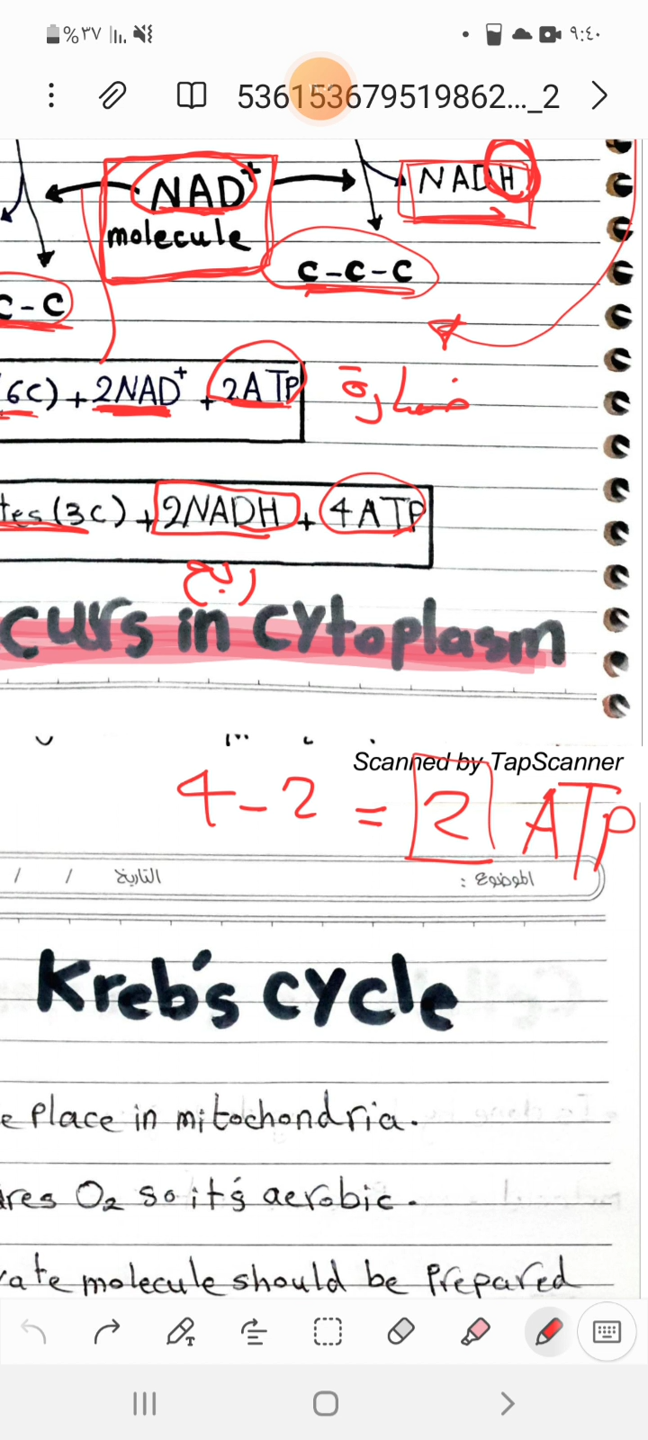 %٣٧ ٩:٤٠
536153679519862..._2
NAD+ NADH
molecule
C-C-C
C-C
6C) + 2NAD+ + 2ATP خسارة
tes (3C) + 2NADH + 4ATP
ربح
curs in cytoplasm
Scanned by TapScanner
4-2 = 2 ATP
/ / التاريخ الموضوع :
Kreb's cycle
e Place in mitochondria.
ires O2 so it's aerobic.
ate molecule should be Prepared